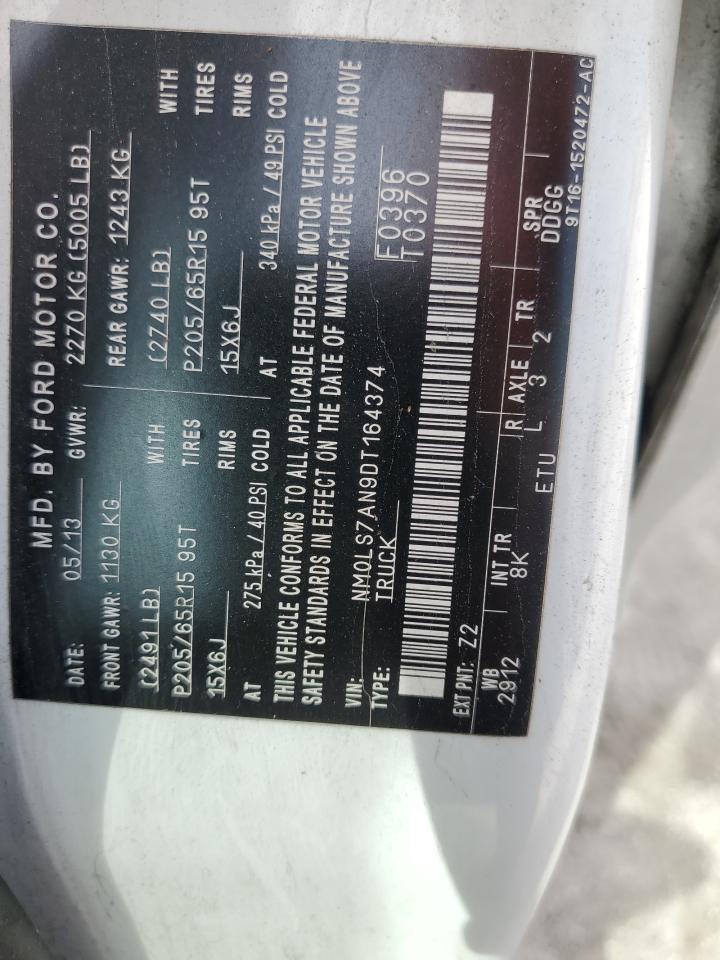 MFD. BY FORD MOTOR CO.
DATE: 05/13 GVWR: 2270 KG (5005 LB)
FRONT GAWR: 1130 KG REAR GAWR: 1243 KG
(2491LB) WITH (2740 LB) WITH
P205/65R15 95T TIRES P205/65R15 95T TIRES
15X6J RIMS 15X6J RIMS
AT 275 kPa / 40 PSI COLD AT 340 kPa / 49 PSI COLD
THIS VEHICLE CONFORMS TO ALL APPLICABLE FEDERAL MOTOR VEHICLE
SAFETY STANDARDS IN EFFECT ON THE DATE OF MANUFACTURE SHOWN ABOVE
VIN: NM0LS7AN9DT164374 F0396
TYPE: TRUCK T0370
EXT PNT: Z2
WB INT TR R AXLE TR SPR
2912 8K ETU L 3 2 DDGG
9T16-1520472-AC